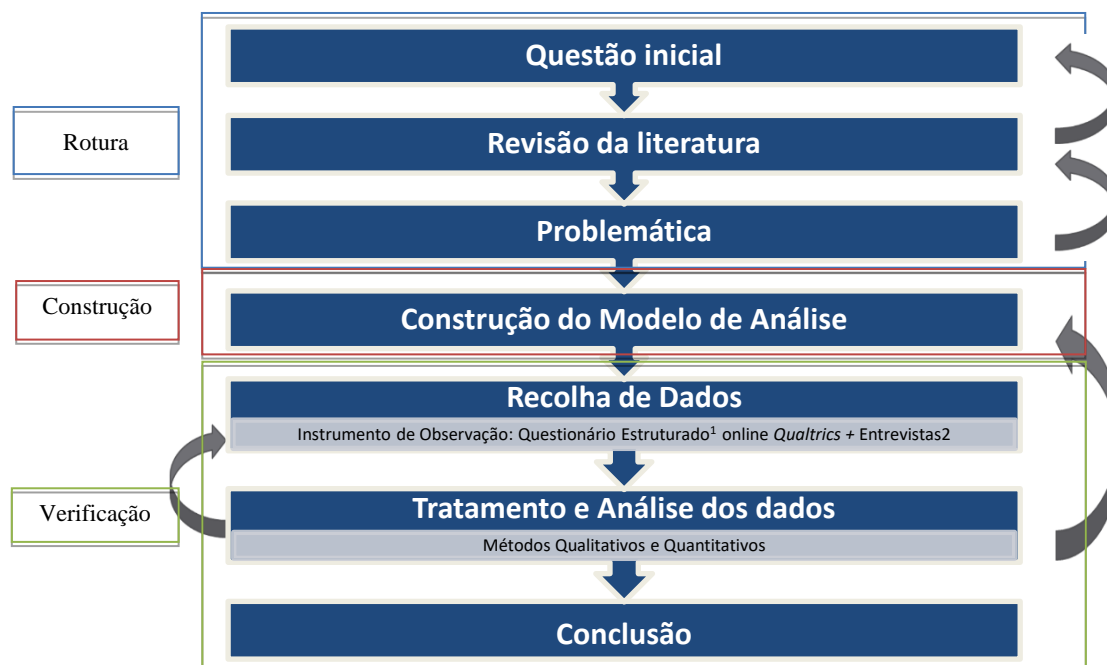 Questão inicial
Rotura
Revisão da literatura
Problemática
Construção
Construção do Modelo de Análise
Recolha de Dados
Instrumento de Observação: Questionário Estruturado¹ online Qualtrics + Entrevistas2
Verificação
Tratamento e Análise dos dados
Métodos Qualitativos e Quantitativos
Conclusão